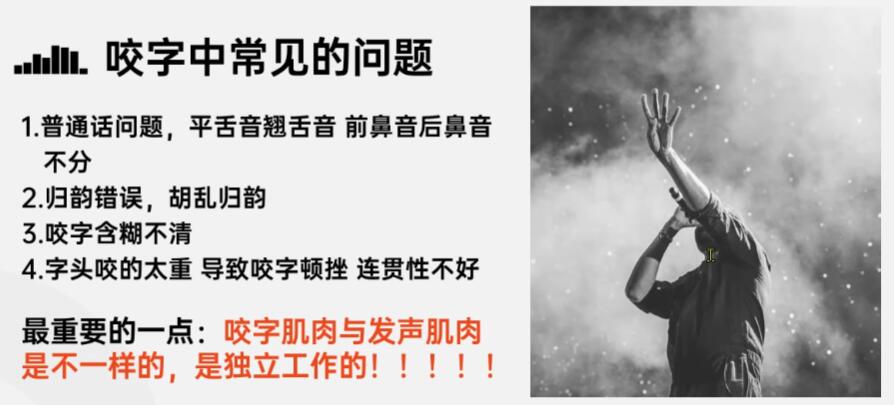 咬字中常见的问题
1.普通话问题，平舌音翘舌音 前鼻音后鼻音
不分
2.归韵错误，胡乱归韵
3.咬字含糊不清
4.字头咬的太重 导致咬字顿挫 连贯性不好
最重要的一点：咬字肌肉与发声肌肉
是不一样的，是独立工作的！！！！！